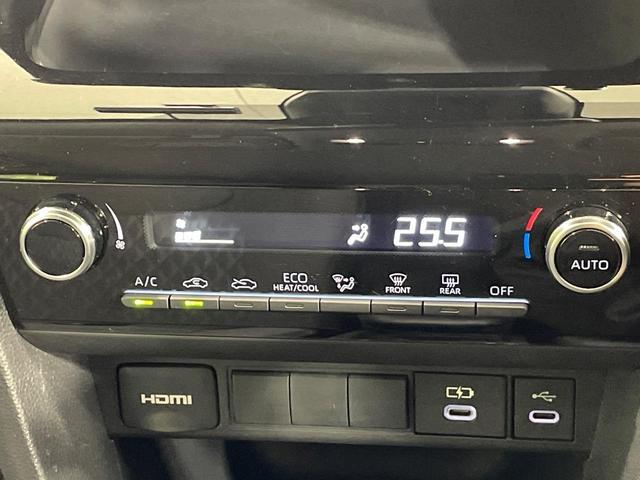 25.5
A/C
ECO
HEAT/COOL
FRONT
REAR
OFF
AUTO
HDMI